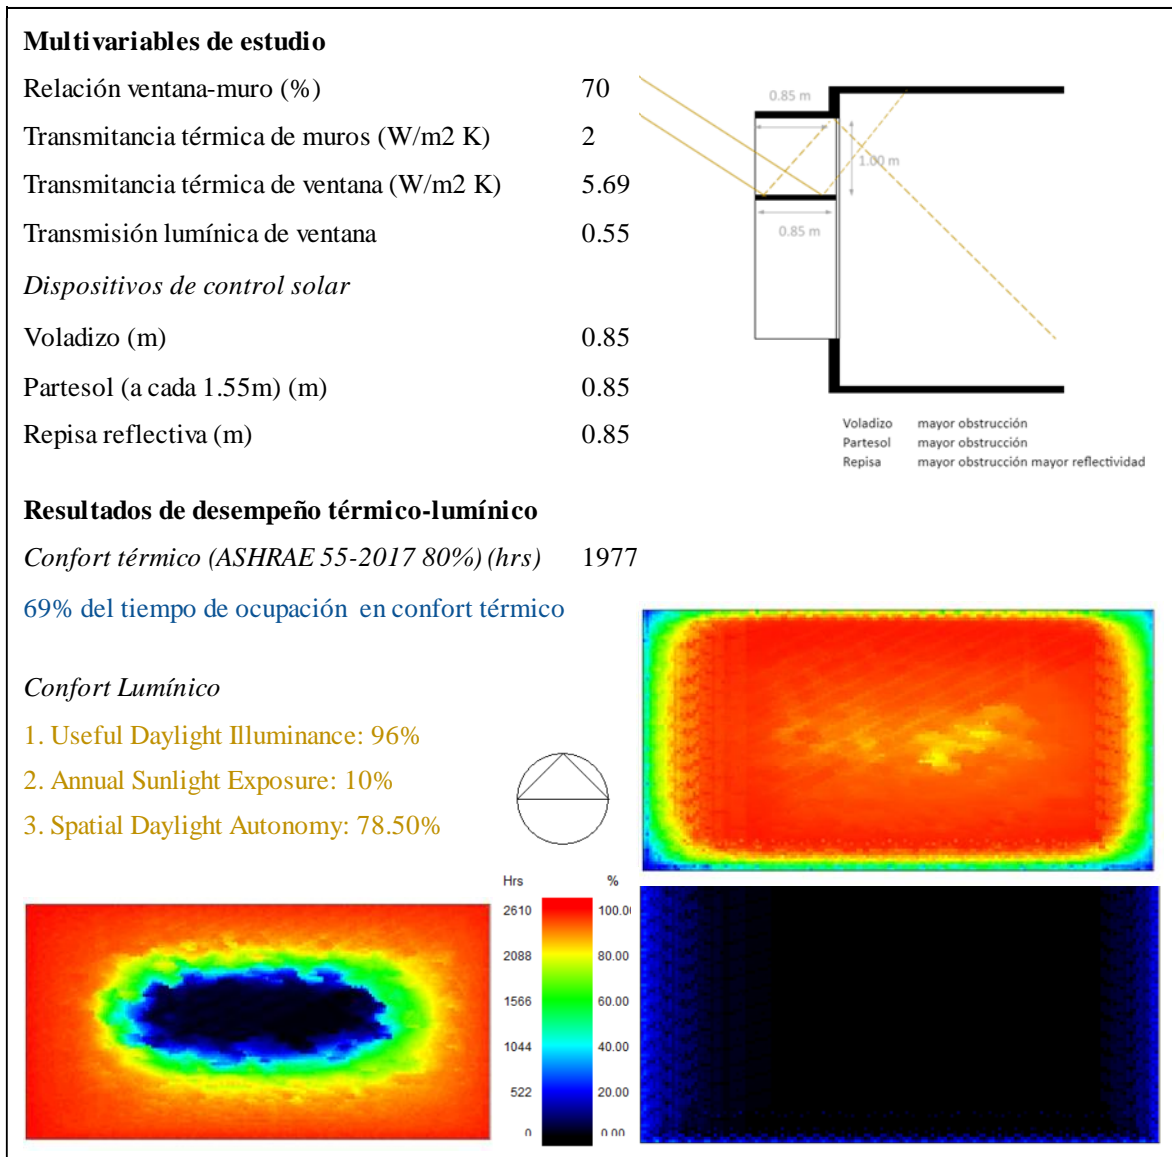 Multivariables de estudio
Relación ventana-muro (%) 70
Transmitancia térmica de muros (W/m2 K) 2
Transmitancia térmica de ventana (W/m2 K) 5.69
Transmisión lumínica de ventana 0.55
Dispositivos de control solar
Voladizo (m) 0.85
Partesol (a cada 1.55m) (m) 0.85
Repisa reflectiva (m) 0.85
0.85 m
1.00 m
0.85 m
Voladizo mayor obstrucción
Partesol mayor obstrucción
Repisa mayor obstrucción mayor reflectividad
Resultados de desempeño térmico-lumínico
Confort térmico (ASHRAE 55-2017 80%) (hrs) 1977
69% del tiempo de ocupación en confort térmico
Confort Lumínico
1. Useful Daylight Illuminance: 96%
2. Annual Sunlight Exposure: 10%
3. Spatial Daylight Autonomy: 78.50%
Hrs %
2610 100.00
2088 80.00
1566 60.00
1044 40.00
522 20.00
0 0.00